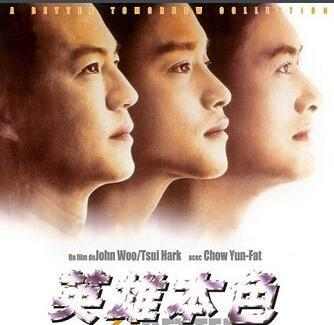 A BETTER TOMORROW COLLECTION
Un film de John Woo/Tsui Hark avec Chow Yun-Fat
英雄本色